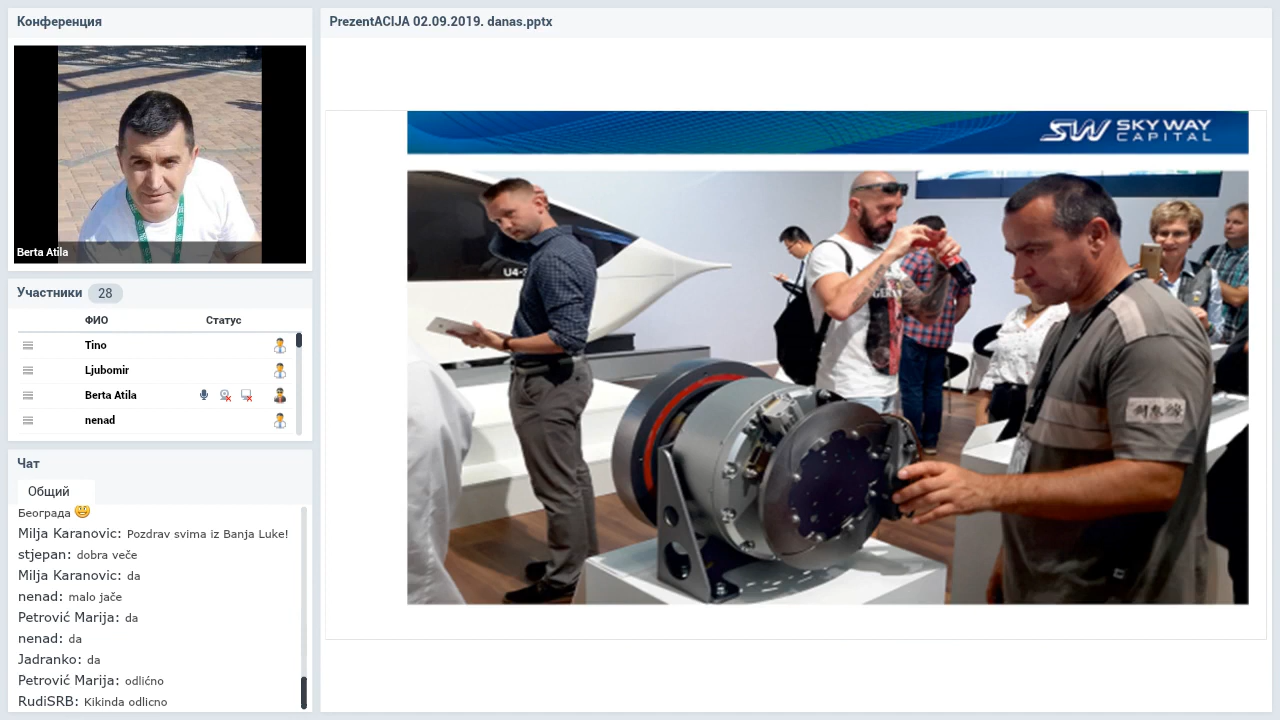 Конференция
Berta Atila
Участники 28
ФИО Статус
Tino
Ljubomir
Berta Atila
nenad
Чат
Общий
Београда
Milja Karanovic: Pozdrav svima iz Banja Luke!
stjepan: dobra veče
Milja Karanovic: da
nenad: malo jače
Petrović Marija: da
nenad: da
Jadranko: da
Petrović Marija: odlićno
RudiSRB: Kikinda odlicno
PrezentACIJA 02.09.2019. danas.pptx
SW SKY WAY
CAPITAL